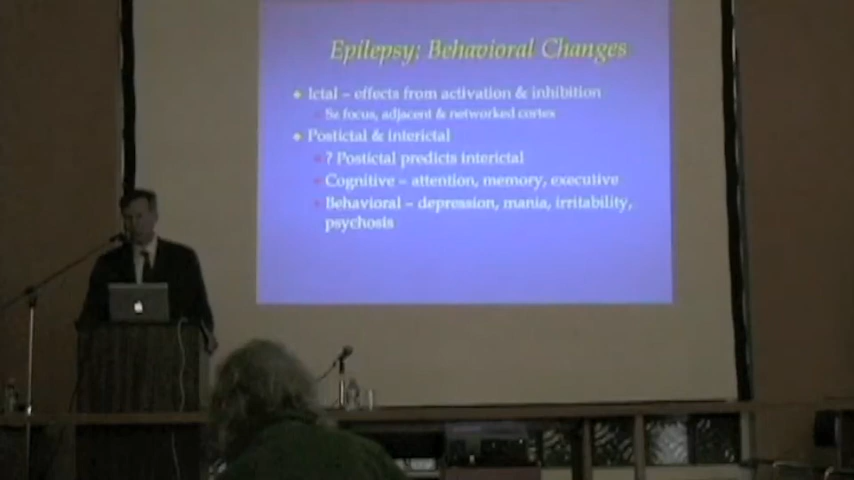 Epilepsy; Behavioral Changes
Ictal – effects from activation & inhibition
Sz focus, adjacent & networked cortex
Postictal & interictal
? Postictal predicts interictal
Cognitive – attention, memory, executive
Behavioral – depression, mania, irritability,
psychosis